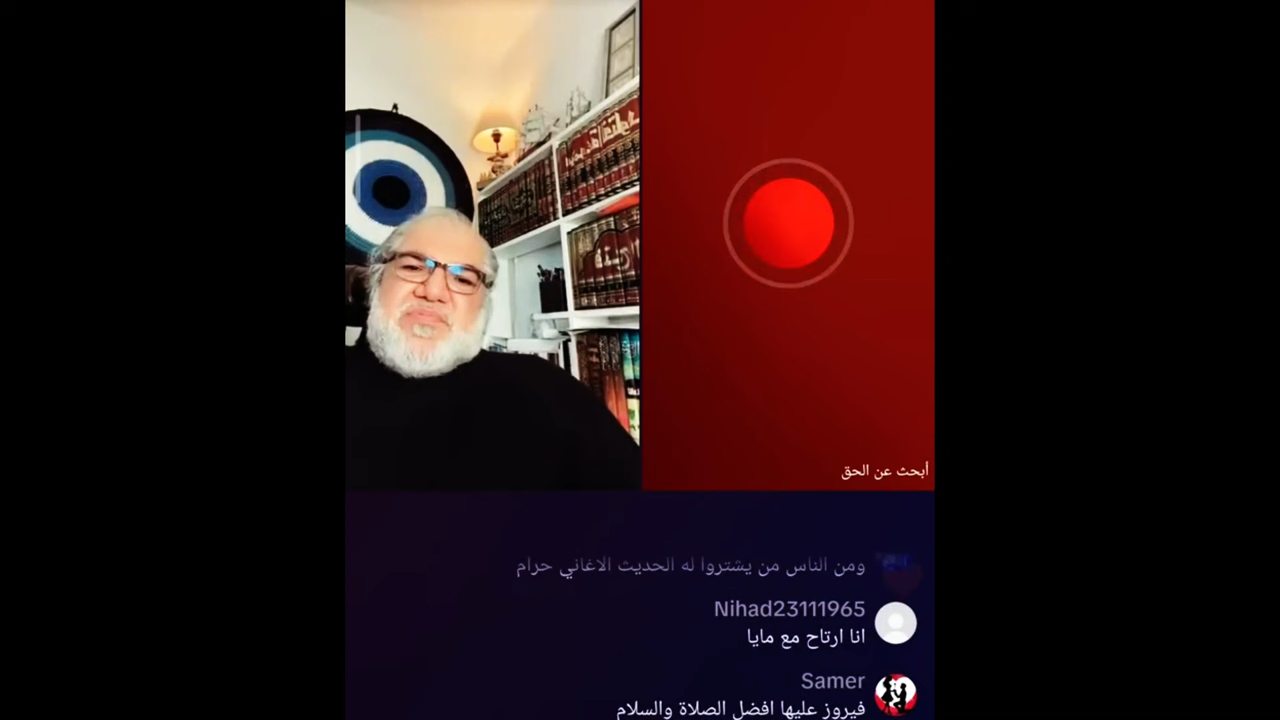 أبحث عن الحق
ومن الناس من يشتروا له الحديث الاغاني حرام
Nihad23111965
انا ارتاح مع مايا
Samer
فيروز عليها افضل الصلاة والسلام